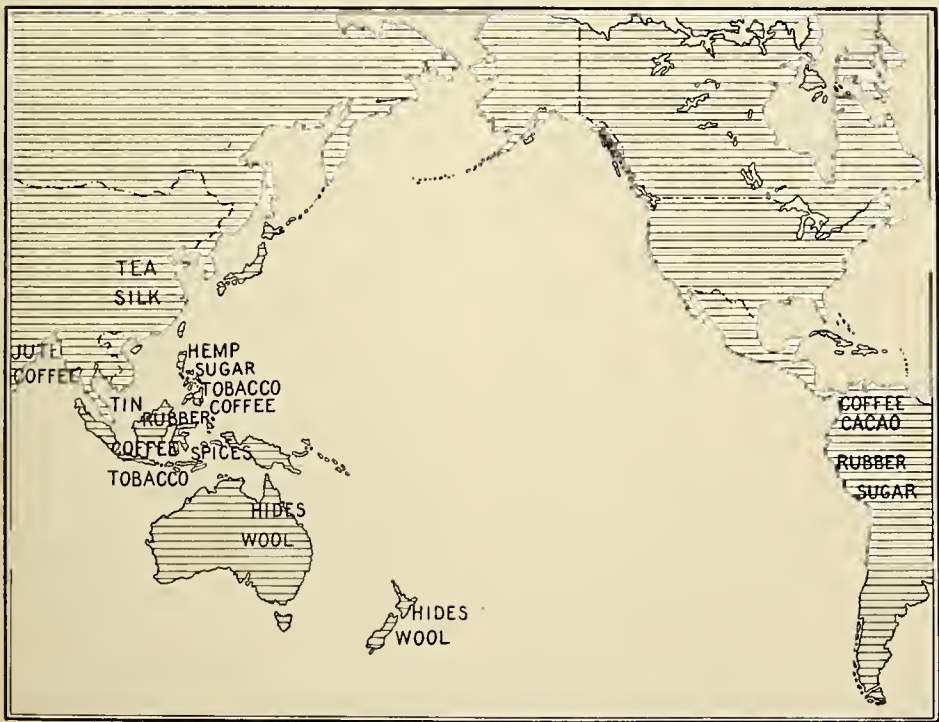 TEA
SILK
JUTE
COFFEE
HEMP
SUGAR
TOBACCO
COFFEE
TIN
RUBBER
COFFEE
SPICES
TOBACCO
HIDES
WOOL
HIDES
WOOL
COFFEE
CACAO
RUBBER
SUGAR